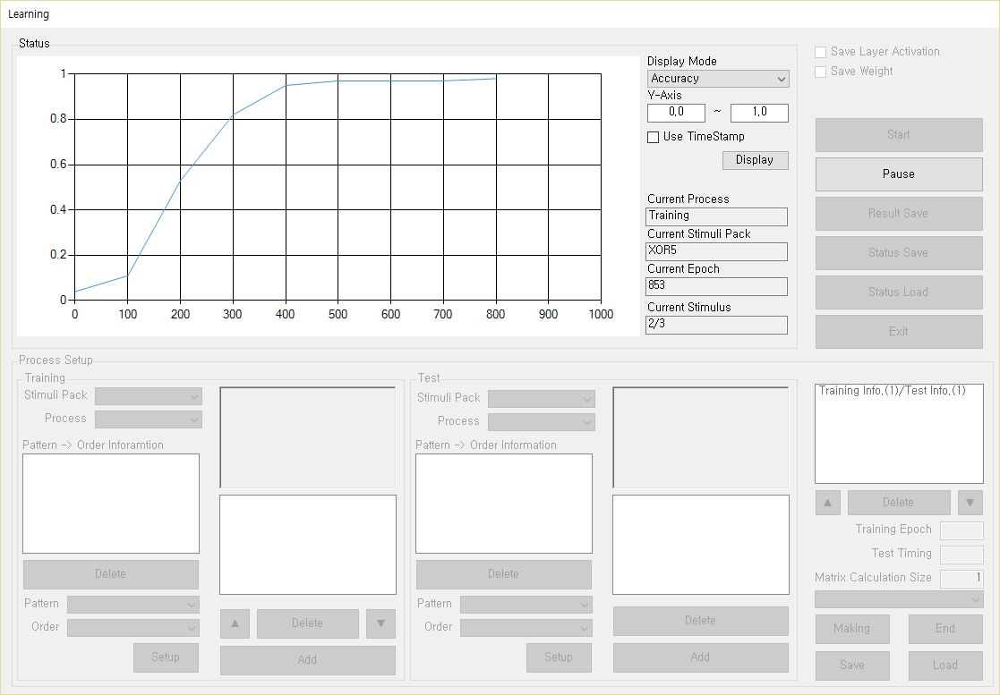 Learning
Status
1
0.8
0.6
0.4
0.2
0
0 100 200 300 400 500 600 700 800 900 1000
Display Mode
Accuracy
Y-Axis
0.0 ~ 1.0
Use TimeStamp
Display
Current Process
Training
Current Stimuli Pack
XOR5
Current Epoch
853
Current Stimulus
2/3
Save Layer Activation
Save Weight
Start
Pause
Result Save
Status Save
Status Load
Exit
Process Setup
Training
Stimuli Pack
Process
Pattern -> Order Inforamtion
Delete
Pattern
Order
Setup
▲ Delete ▼
Add
Test
Stimuli Pack
Process
Pattern -> Order Information
Delete
Pattern
Order
Setup
Delete
Add
Training Info.(1)/Test Info.(1)
▲ Delete ▼
Training Epoch
Test Timing
Matrix Calculation Size 1
Making End
Save Load